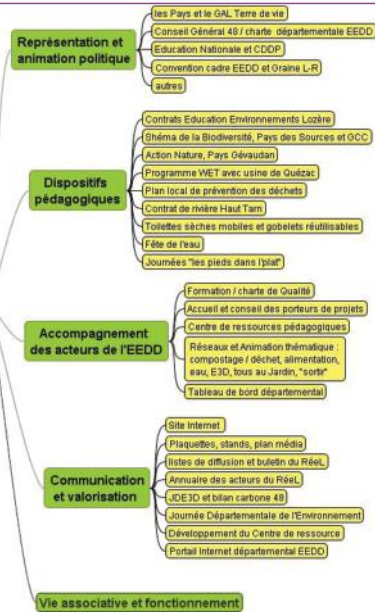 Représentation et
animation politique
les Pays et le GAL Terre de vie
Conseil Général 48 / charte départementale EEDD
Education Nationale et CDDP
Convention cadre EEDD et Graine L-R
autres
Dispositifs
pédagogiques
Contrats Education Environnements Lozère
Shéma de la Biodiversité, Pays des Sources et GCC
Action Nature, Pays Gévaudan
Programme WET avec usine de Quézac
Plan local de prévention des déchets
Contrat de rivière Haut Tarn
Toilettes sèches mobiles et gobelets réutilisables
Fête de l'eau
Journées "les pieds dans l'plat"
Accompagnement
des acteurs de l'EEDD
Formation / charte de Qualité
Accueil et conseil des porteurs de projets
Centre de ressources pédagogiques
Réseaux et Animation thématique :
compostage / déchet, alimentation,
eau, E3D, tous au Jardin, "sortir"
Tableau de bord départemental
Communication
et valorisation
Site Internet
Plaquettes, stands, plan média
listes de diffusion et buletin du RéeL
Annuaire des acteurs du RéeL
JDE3D et bilan carbone 48
Journée Départementale de l'Environnement
Développement du Centre de ressource
Portail Internet départemental EEDD
Vie associative et fonctionnement